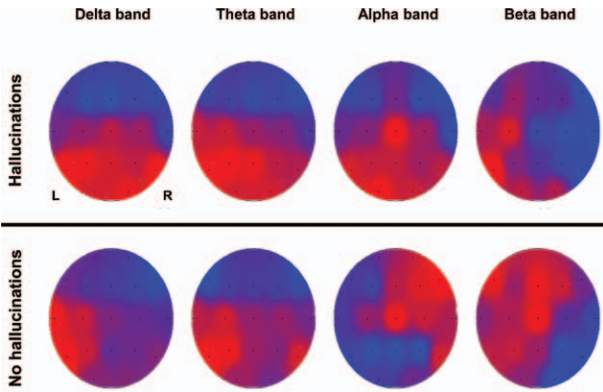 Delta band Theta band Alpha band Beta band
Hallucinations
L R
No hallucinations